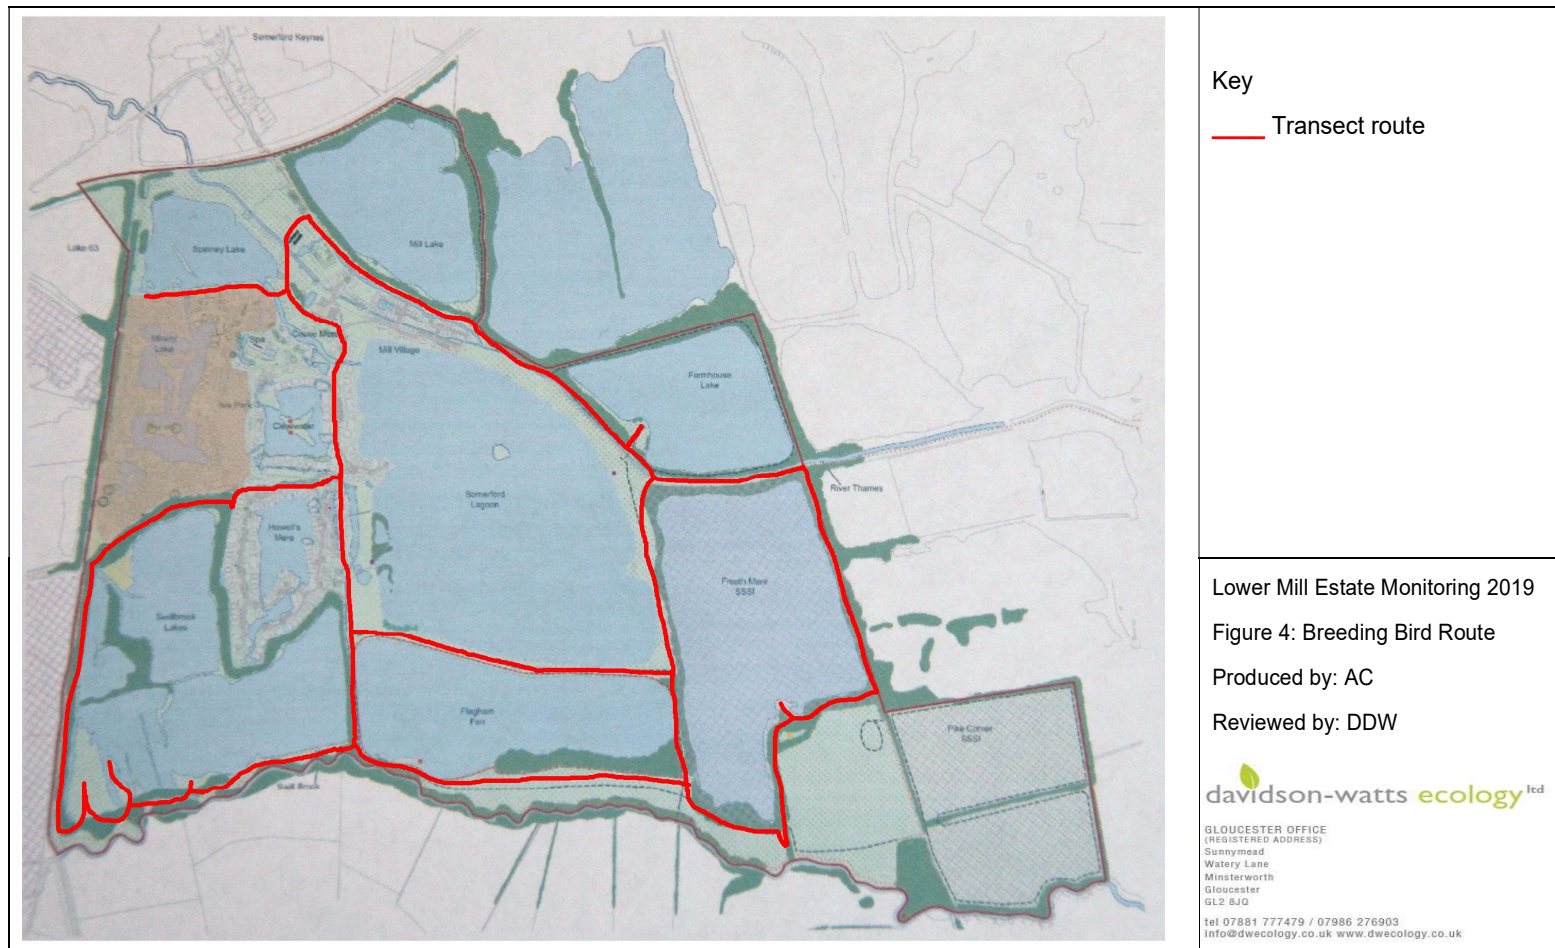 Somerford Keynes
Lake 63
Spinney Lake
Mill Lake
Minety
Lake
Spa
Mill Village
Farmhouse
Lake
Clearwater
River Thames
Somerford
Lagoon
Howell's
Mere
Freeth Mere
SSSI
Swillbrook
Lakes
Flagham
Fen
Pike Corner
SSSI
Swill Brook
Key
Transect route
Lower Mill Estate Monitoring 2019
Figure 4: Breeding Bird Route
Produced by: AC
Reviewed by: DDW
davidson-watts ecology ltd
GLOUCESTER OFFICE
(REGISTERED ADDRESS)
Sunnymead
Watery Lane
Minsterworth
Gloucester
GL2 8JQ
tel 07881 777479 / 07986 276903
info@dwecology.co.uk www.dwecology.co.uk